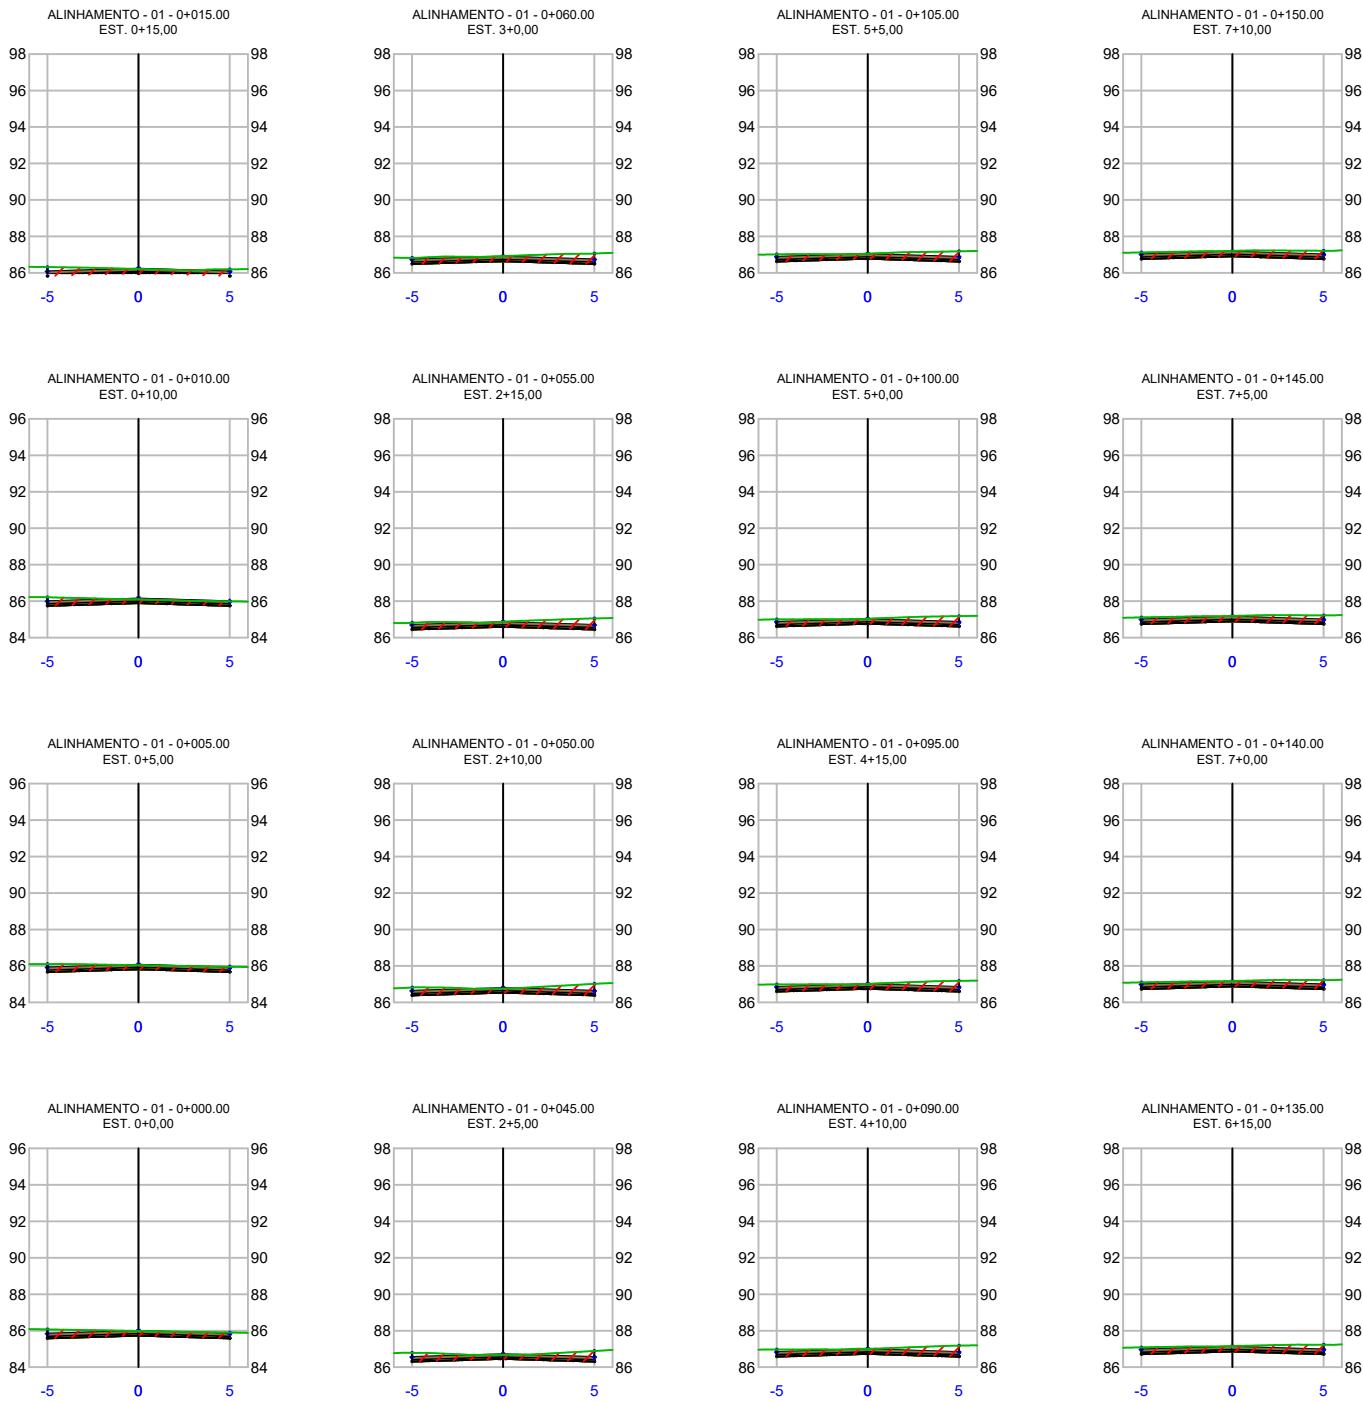 ALINHAMENTO - 01 - 0+015.00
EST. 0+15,00
98 98
96 96
94 94
92 92
90 90
88 88
86 86
-5 0 5
ALINHAMENTO - 01 - 0+060.00
EST. 3+0,00
98 98
96 96
94 94
92 92
90 90
88 88
86 86
-5 0 5
ALINHAMENTO - 01 - 0+105.00
EST. 5+5,00
98 98
96 96
94 94
92 92
90 90
88 88
86 86
-5 0 5
ALINHAMENTO - 01 - 0+150.00
EST. 7+10,00
98 98
96 96
94 94
92 92
90 90
88 88
86 86
-5 0 5
ALINHAMENTO - 01 - 0+010.00
EST. 0+10,00
96 96
94 94
92 92
90 90
88 88
86 86
84 84
-5 0 5
ALINHAMENTO - 01 - 0+055.00
EST. 2+15,00
98 98
96 96
94 94
92 92
90 90
88 88
86 86
-5 0 5
ALINHAMENTO - 01 - 0+100.00
EST. 5+0,00
98 98
96 96
94 94
92 92
90 90
88 88
86 86
-5 0 5
ALINHAMENTO - 01 - 0+145.00
EST. 7+5,00
98 98
96 96
94 94
92 92
90 90
88 88
86 86
-5 0 5
ALINHAMENTO - 01 - 0+005.00
EST. 0+5,00
96 96
94 94
92 92
90 90
88 88
86 86
84 84
-5 0 5
ALINHAMENTO - 01 - 0+050.00
EST. 2+10,00
98 98
96 96
94 94
92 92
90 90
88 88
86 86
-5 0 5
ALINHAMENTO - 01 - 0+095.00
EST. 4+15,00
98 98
96 96
94 94
92 92
90 90
88 88
86 86
-5 0 5
ALINHAMENTO - 01 - 0+140.00
EST. 7+0,00
98 98
96 96
94 94
92 92
90 90
88 88
86 86
-5 0 5
ALINHAMENTO - 01 - 0+000.00
EST. 0+0,00
96 96
94 94
92 92
90 90
88 88
86 86
84 84
-5 0 5
ALINHAMENTO - 01 - 0+045.00
EST. 2+5,00
98 98
96 96
94 94
92 92
90 90
88 88
86 86
-5 0 5
ALINHAMENTO - 01 - 0+090.00
EST. 4+10,00
98 98
96 96
94 94
92 92
90 90
88 88
86 86
-5 0 5
ALINHAMENTO - 01 - 0+135.00
EST. 6+15,00
98 98
96 96
94 94
92 92
90 90
88 88
86 86
-5 0 5